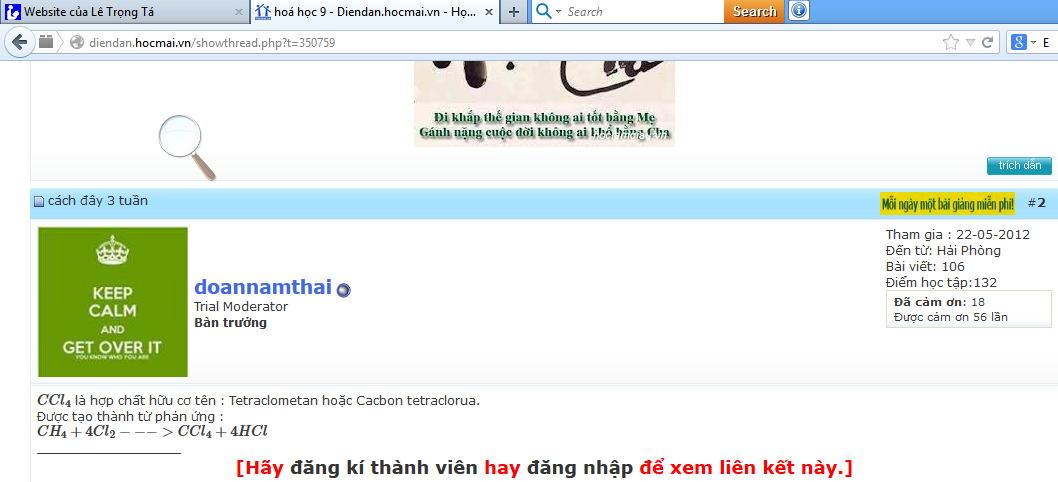 Website của Lê Trọng Tá
hoá học 9 - Diendan.hocmai.vn - Họ...
Search
Search
diendan.hocmai.vn/showthread.php?t=350759
E
Đi khắp thế gian không ai tốt bằng Mẹ
Gánh nặng cuộc đời không ai khổ bằng Cha
trích dẫn
cách đây 3 tuần
Mỗi ngày một bài giảng miễn phí!
#2
KEEP
CALM
AND
GET OVER IT
YOU KNOW WHO YOU ARE
doannamthai
Trial Moderator
Bàn trưởng
Tham gia : 22-05-2012
Đến từ: Hải Phòng
Bài viết: 106
Điểm học tập:132
Đã cảm ơn: 18
Được cảm ơn 56 lần
CCl₄ là hợp chất hữu cơ tên : Tetraclometan hoặc Cacbon tetraclorua.
Được tạo thành từ phản ứng :
CH₄ + 4Cl₂ − − − > CCl₄ + 4HCl
[Hãy đăng kí thành viên hay đăng nhập để xem liên kết này.]